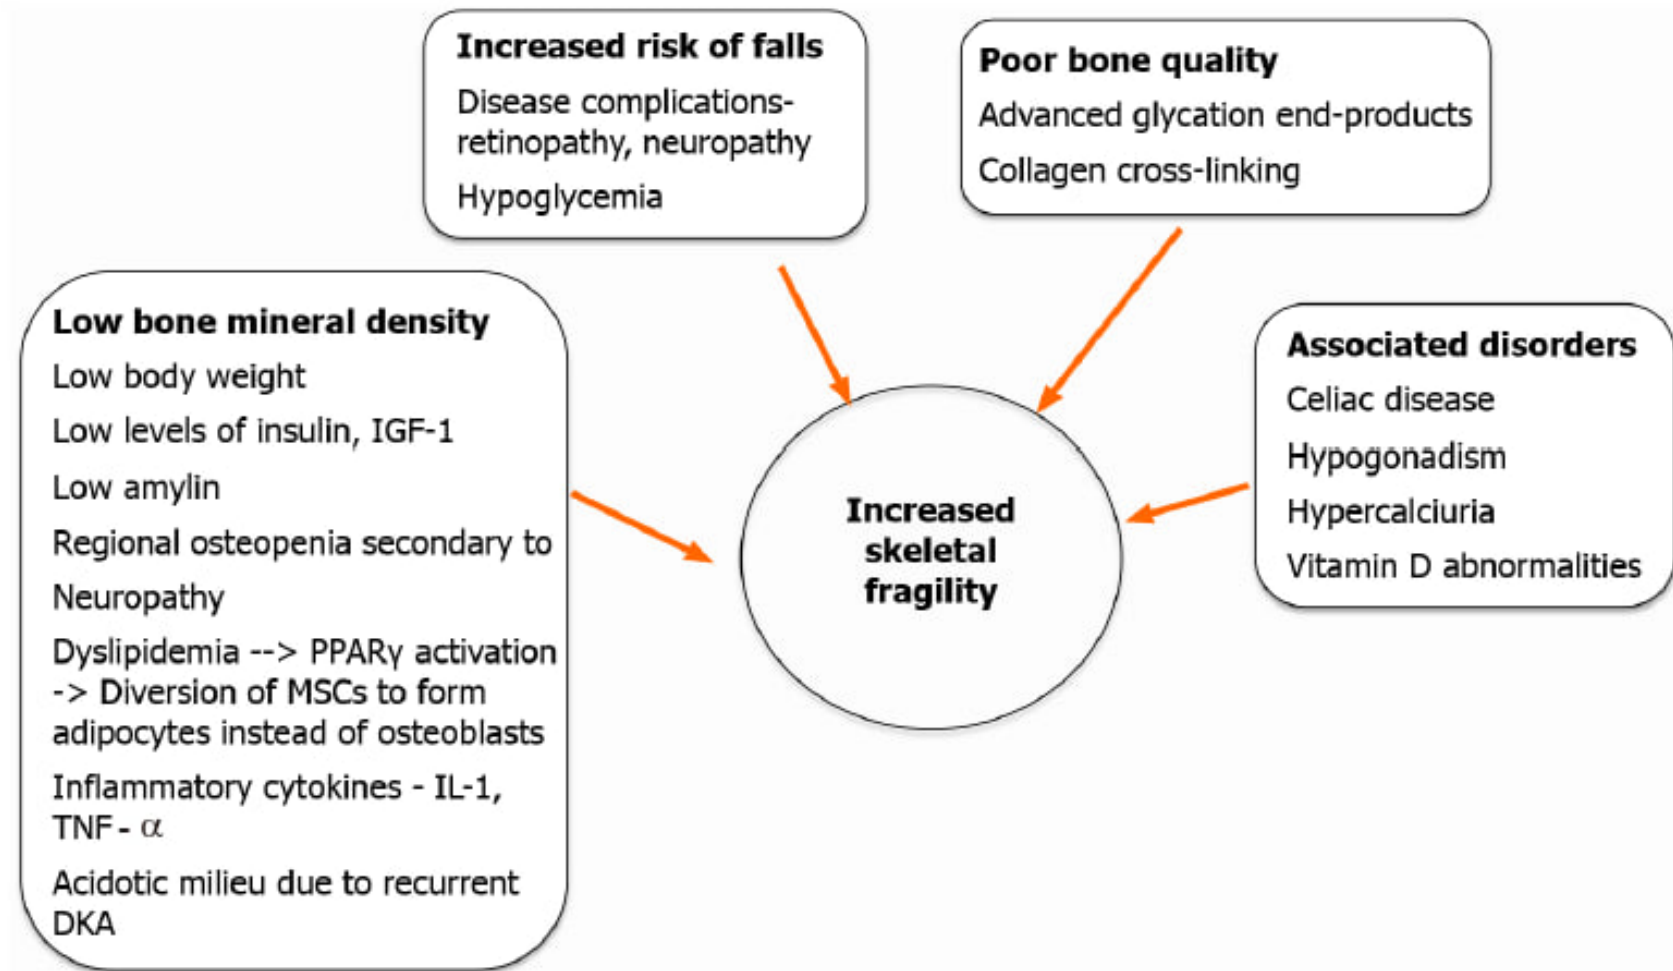 Increased risk of falls
Disease complications-
retinopathy, neuropathy
Hypoglycemia
Poor bone quality
Advanced glycation end-products
Collagen cross-linking
Low bone mineral density
Low body weight
Low levels of insulin, IGF-1
Low amylin
Regional osteopenia secondary to
Neuropathy
Dyslipidemia --> PPARγ activation
-> Diversion of MSCs to form
adipocytes instead of osteoblasts
Inflammatory cytokines - IL-1,
TNF- α
Acidotic milieu due to recurrent
DKA
Associated disorders
Celiac disease
Hypogonadism
Hypercalciuria
Vitamin D abnormalities
Increased
skeletal
fragility